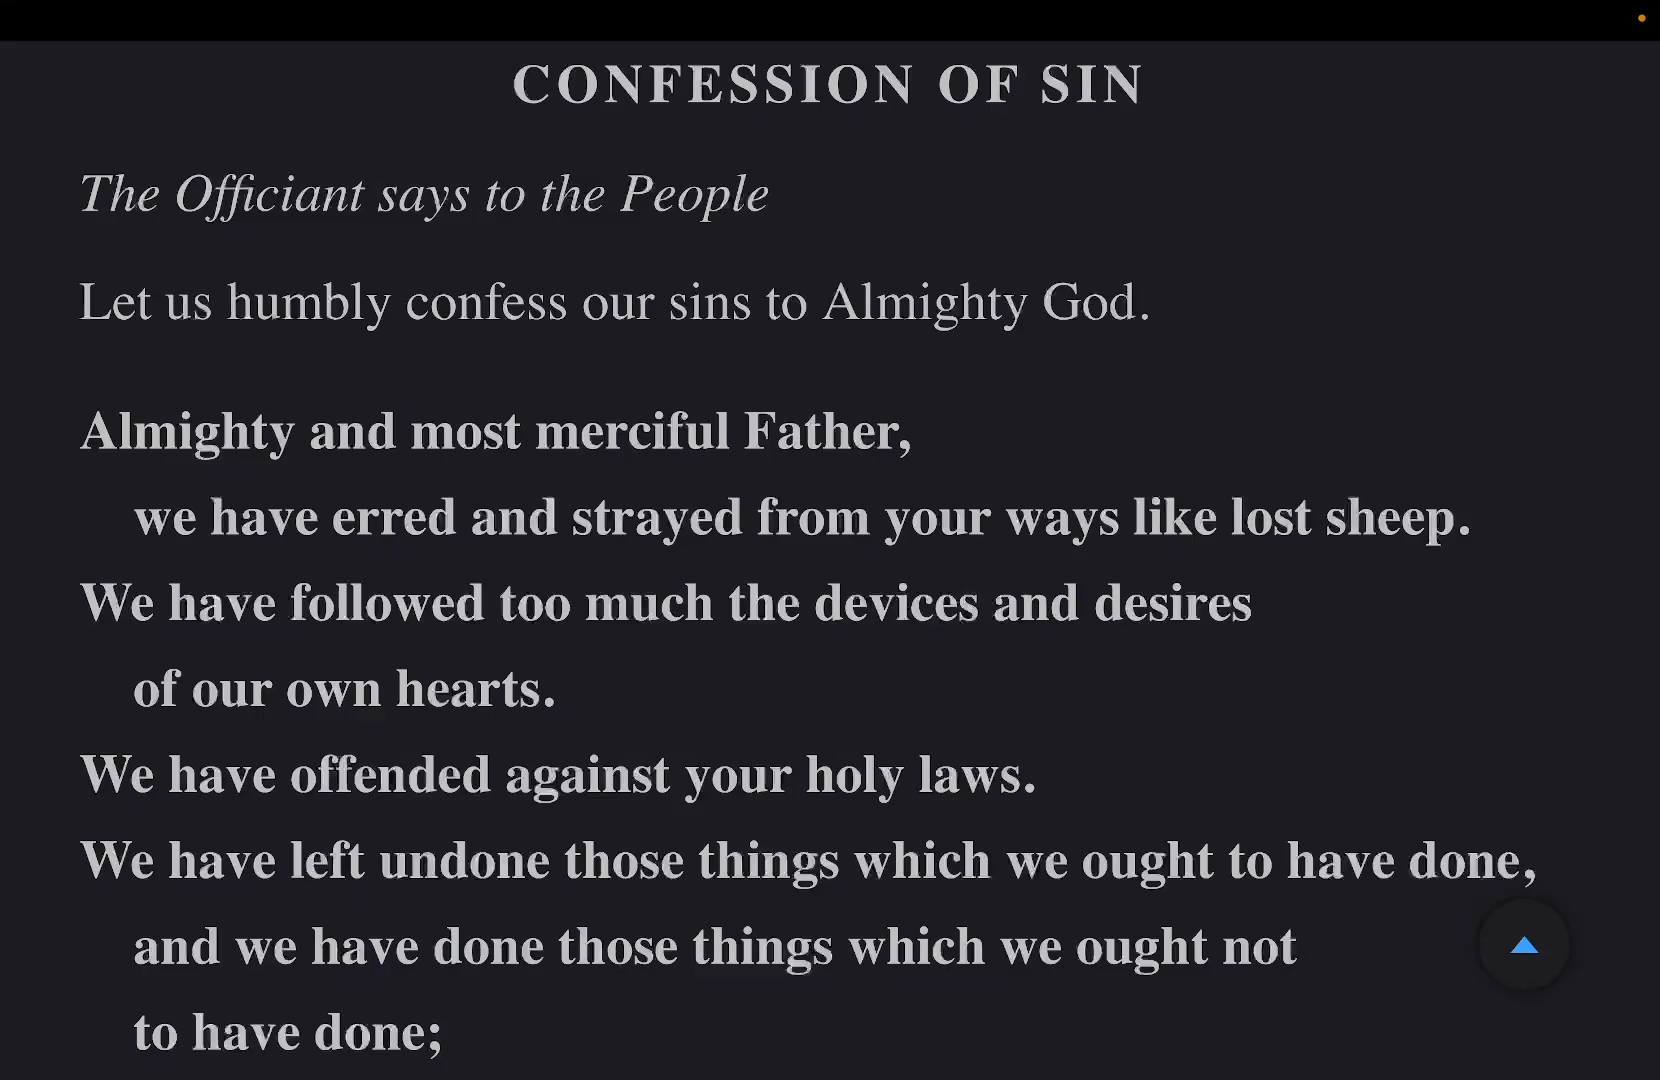 CONFESSION OF SIN
The Officiant says to the People
Let us humbly confess our sins to Almighty God.
Almighty and most merciful Father,
we have erred and strayed from your ways like lost sheep.
We have followed too much the devices and desires
of our own hearts.
We have offended against your holy laws.
We have left undone those things which we ought to have done,
and we have done those things which we ought not
to have done;